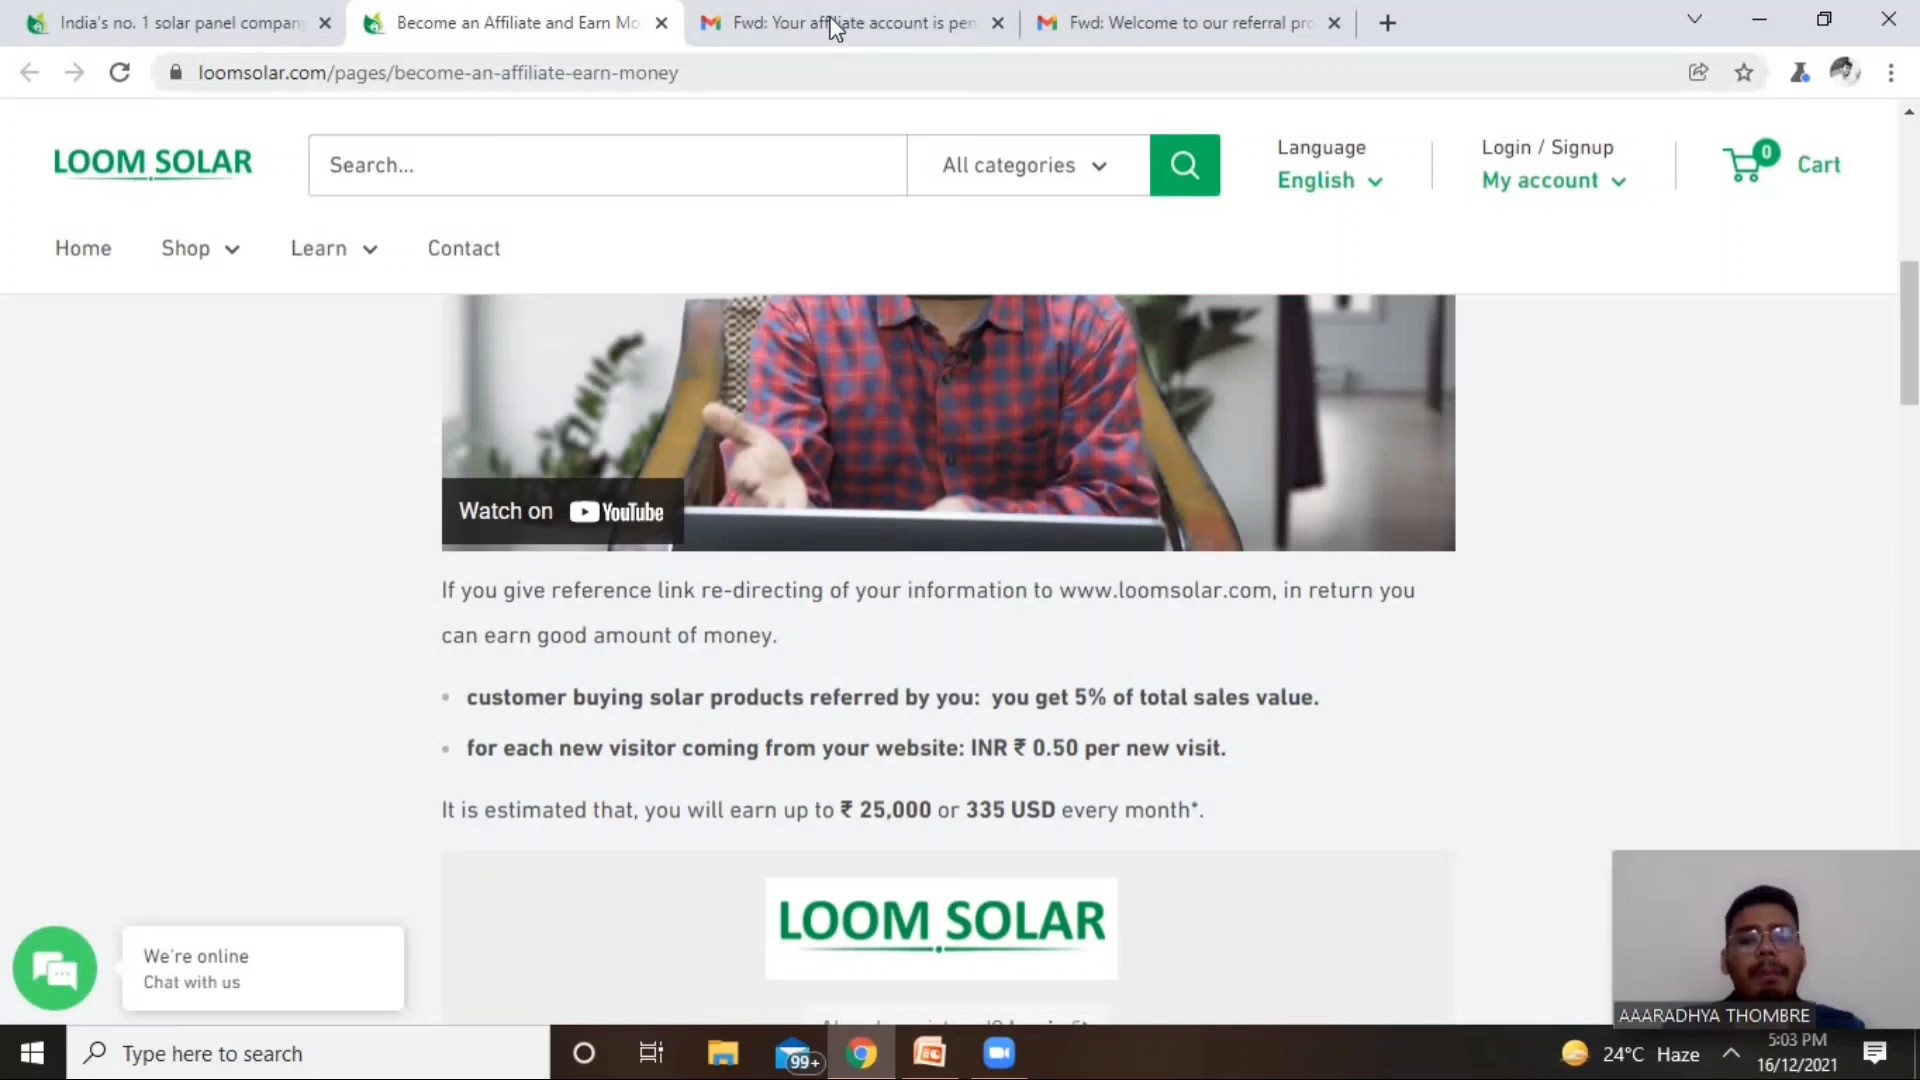 India's no. 1 solar panel company
Become an Affiliate and Earn Mo
Fwd: Your affiliate account is pen
Fwd: Welcome to our referral pro
loomsolar.com/pages/become-an-affiliate-earn-money
LOOM SOLAR
Search...
All categories
Language
English
Login / Signup
My account
0
Cart
Home
Shop
Learn
Contact
Watch on YouTube
If you give reference link re-directing of your information to www.loomsolar.com, in return you
can earn good amount of money.
customer buying solar products referred by you: you get 5% of total sales value.
for each new visitor coming from your website: INR ₹ 0.50 per new visit.
It is estimated that, you will earn up to ₹ 25,000 or 335 USD every month*.
LOOM SOLAR
We're online
Chat with us
AAARADHYA THOMBRE
Type here to search
99+
24°C Haze
5:03 PM
16/12/2021